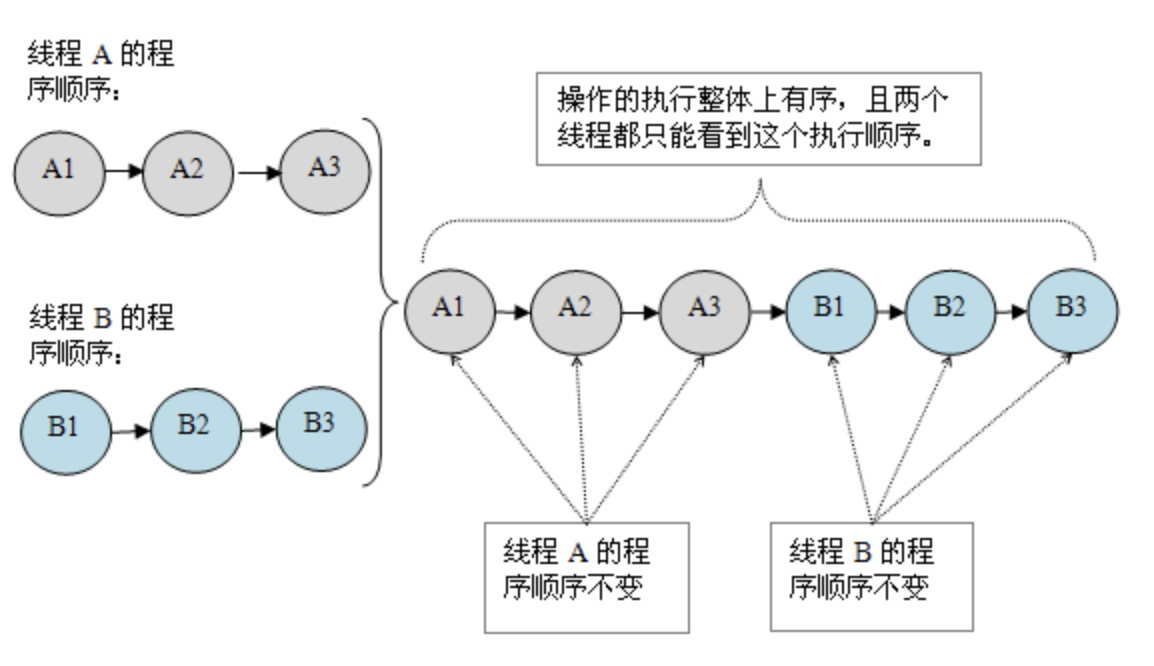 线程 A 的程
序顺序：
A1
A2
A3
线程 B 的程
序顺序：
B1
B2
B3
操作的执行整体上有序，且两个
线程都只能看到这个执行顺序。
A1
A2
A3
B1
B2
B3
线程 A 的程
序顺序不变
线程 B 的程
序顺序不变